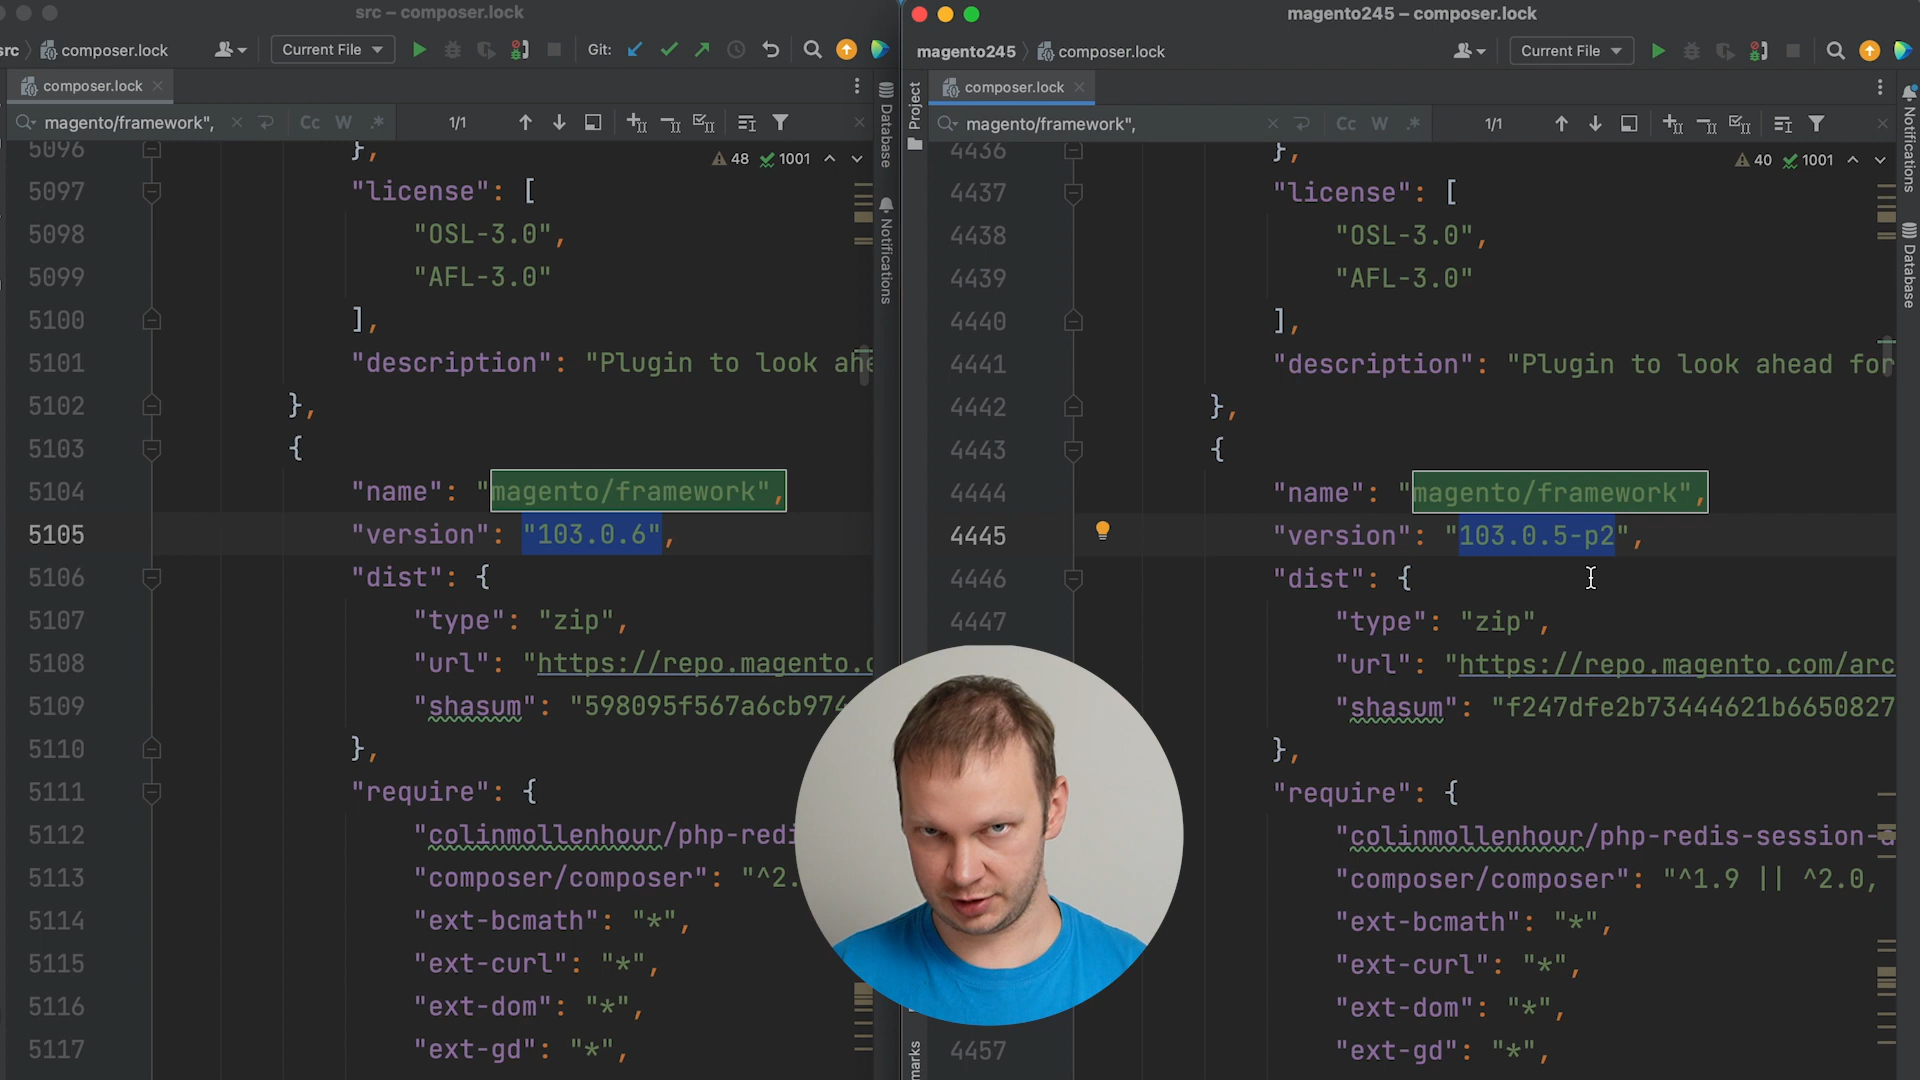 src – composer.lock
src
composer.lock
Current File
Git:
composer.lock
magento/framework",
Cc
W
.*
1/1
48
1001
5096 },
5097 "license": [
5098 "OSL-3.0",
5099 "AFL-3.0"
5100 ],
5101 "description": "Plugin to look ahe
5102 },
5103 {
5104 "name": "magento/framework",
5105 "version": "103.0.6",
5106 "dist": {
5107 "type": "zip",
5108 "url": "https://repo.magento.c
5109 "shasum": "598095f567a6cb974
5110 },
5111 "require": {
5112 "colinmollenhour/php-redi
5113 "composer/composer": "^2.
5114 "ext-bcmath": "*",
5115 "ext-curl": "*",
5116 "ext-dom": "*",
5117 "ext-gd": "*",
Database
Notifications
magento245 – composer.lock
magento245
composer.lock
Current File
Project
composer.lock
magento/framework",
Cc
W
.*
1/1
40
1001
4436 },
4437 "license": [
4438 "OSL-3.0",
4439 "AFL-3.0"
4440 ],
4441 "description": "Plugin to look ahead for
4442 },
4443 {
4444 "name": "magento/framework",
4445 "version": "103.0.5-p2",
4446 "dist": {
4447 "type": "zip",
"url": "https://repo.magento.com/arc
"shasum": "f247dfe2b73444621b6650827
},
"require": {
"colinmollenhour/php-redis-session-a
"composer/composer": "^1.9 || ^2.0,
"ext-bcmath": "*",
"ext-curl": "*",
"ext-dom": "*",
4457 "ext-gd": "*",
marks
Notifications
Database